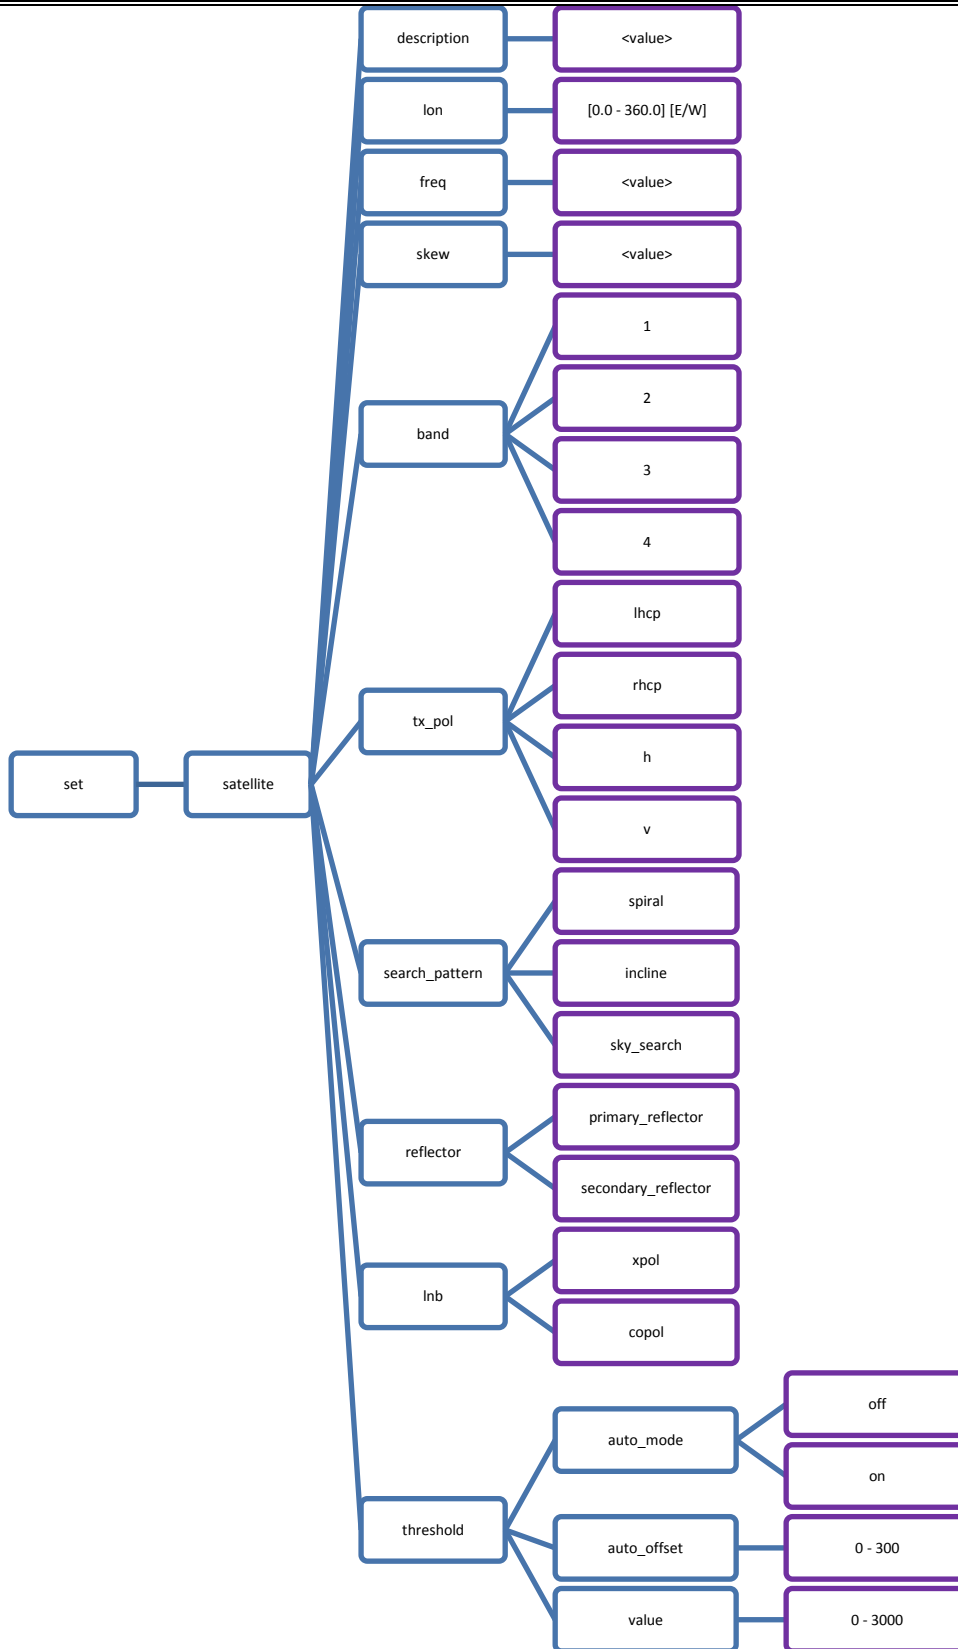 description
<value>
lon
[0.0 - 360.0] [E/W]
freq
<value>
skew
<value>
1
2
band
3
4
lhcp
rhcp
tx_pol
h
set
satellite
v
spiral
search_pattern
incline
sky_search
primary_reflector
reflector
secondary_reflector
xpol
lnb
copol
off
auto_mode
on
threshold
auto_offset
0 - 300
value
0 - 3000